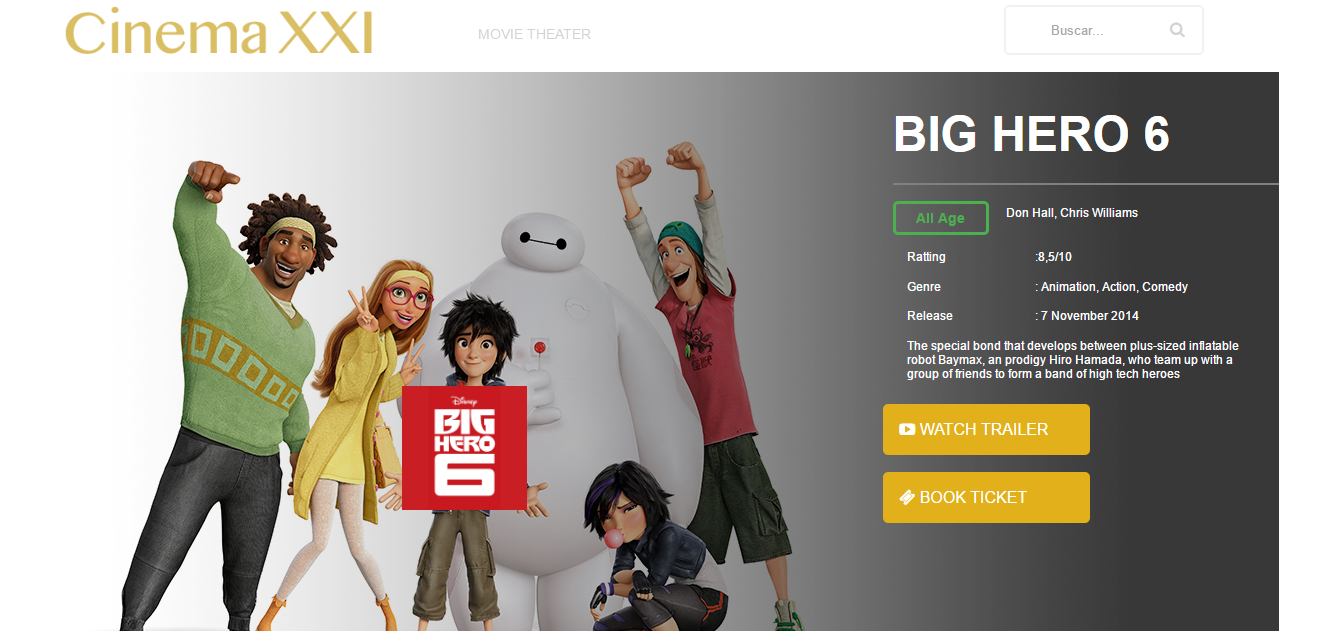 Cinema XXI
MOVIE THEATER
Buscar...
BIG HERO 6
All Age
Don Hall, Chris Williams
Ratting :8,5/10
Genre : Animation, Action, Comedy
Release : 7 November 2014
The special bond that develops between plus-sized inflatable
robot Baymax, an prodigy Hiro Hamada, who team up with a
group of friends to form a band of high tech heroes
WATCH TRAILER
BOOK TICKET
Disney
BIG
HERO
6